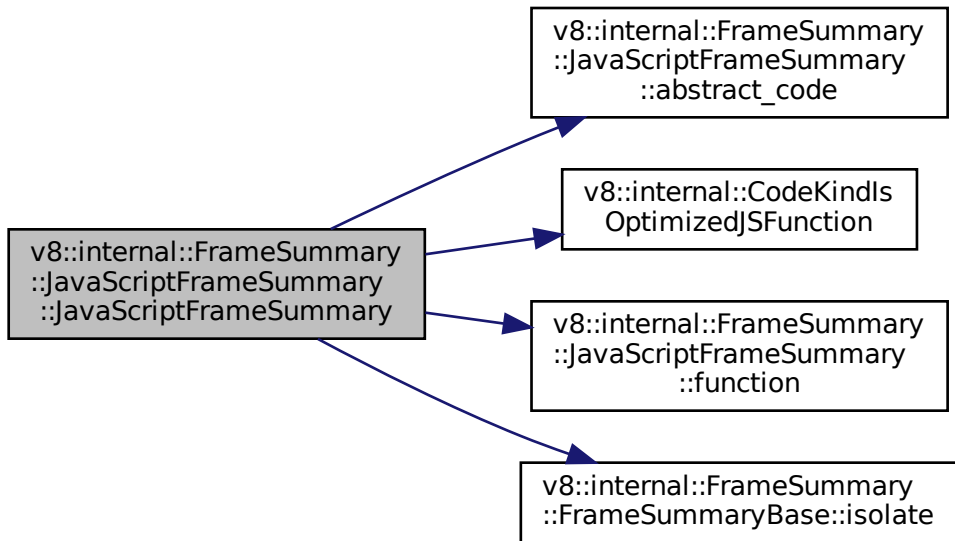 v8::internal::FrameSummary
::JavaScriptFrameSummary
::JavaScriptFrameSummary
v8::internal::FrameSummary
::JavaScriptFrameSummary
::abstract_code
v8::internal::CodeKindIs
OptimizedJSFunction
v8::internal::FrameSummary
::JavaScriptFrameSummary
::function
v8::internal::FrameSummary
::FrameSummaryBase::isolate